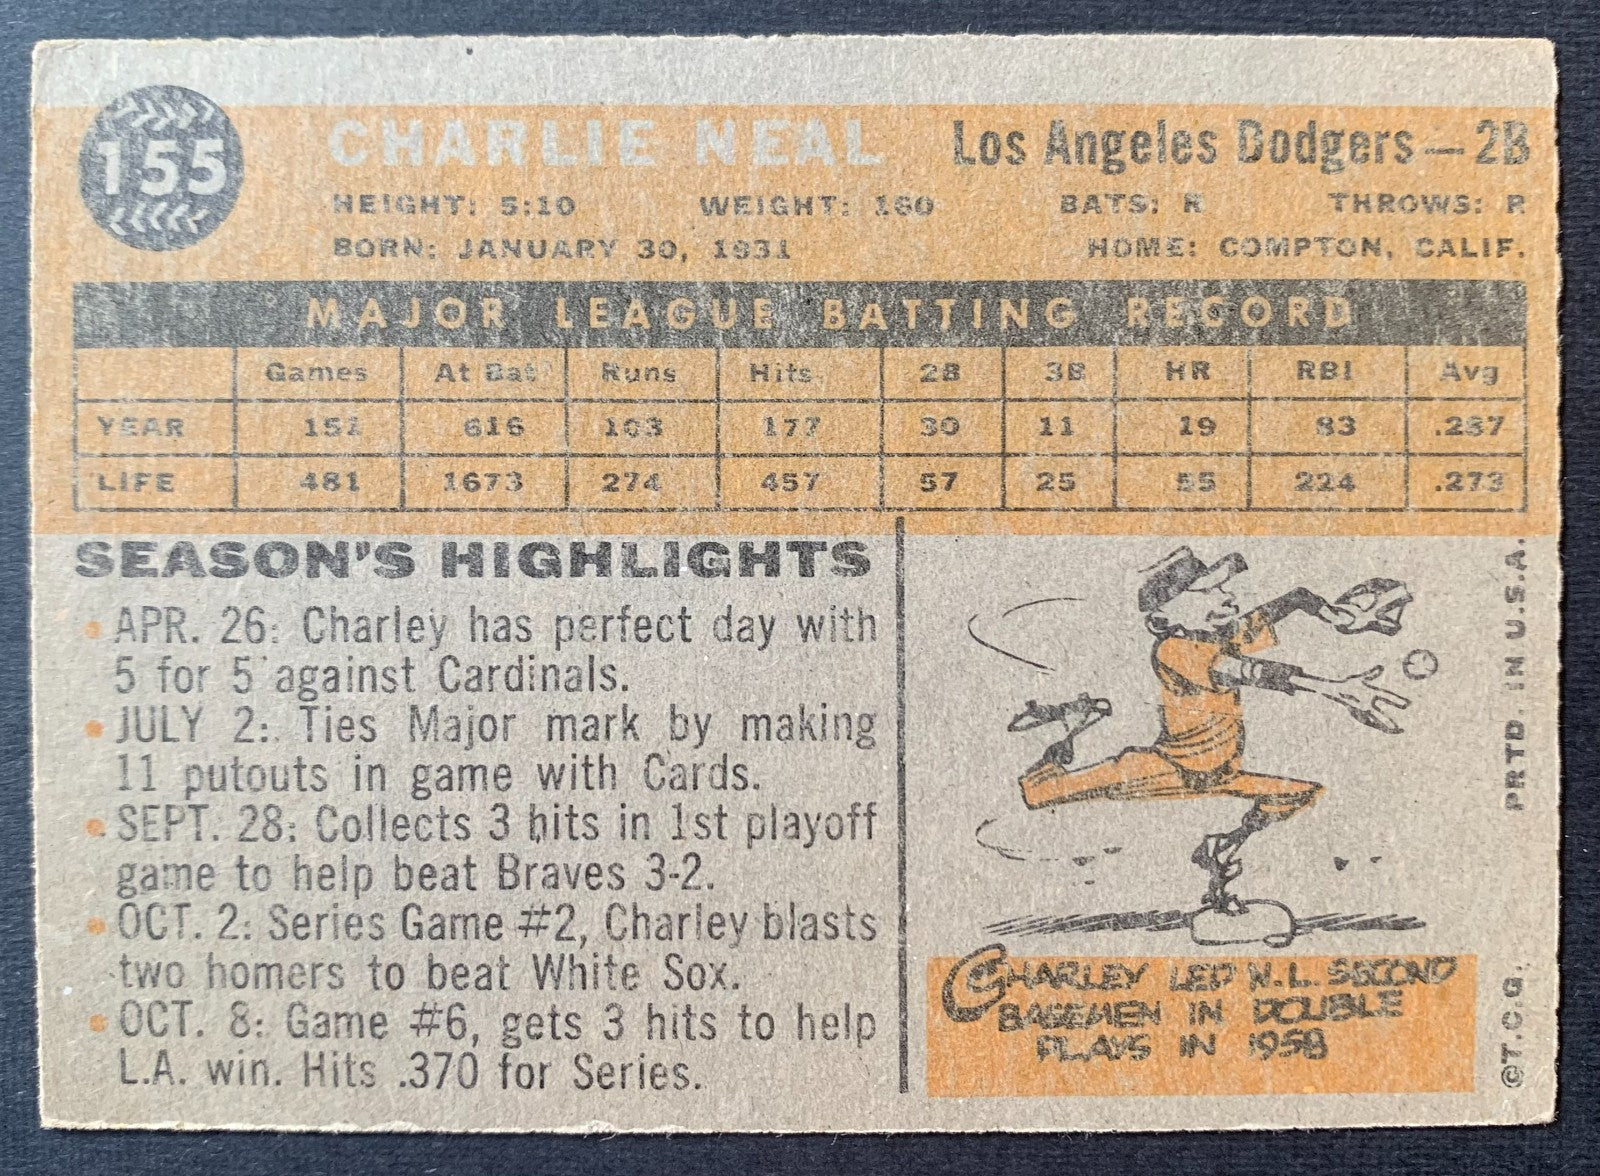 155
CHARLIE NEAL Los Angeles Dodgers — 2B
HEIGHT: 5:10 WEIGHT: 160 BATS: R THROWS: R
BORN: JANUARY 30, 1931 HOME: COMPTON, CALIF.
MAJOR LEAGUE BATTING RECORD
Games At Bat Runs Hits 2B 3B HR RBI Avg
YEAR 151 616 103 177 30 11 19 83 .287
LIFE 481 1673 274 457 57 25 55 224 .273
SEASON'S HIGHLIGHTS
• APR. 26: Charley has perfect day with
5 for 5 against Cardinals.
• JULY 2: Ties Major mark by making
11 putouts in game with Cards.
• SEPT. 28: Collects 3 hits in 1st playoff
game to help beat Braves 3-2.
• OCT. 2: Series Game #2, Charley blasts
two homers to beat White Sox.
• OCT. 8: Game #6, gets 3 hits to help
L.A. win. Hits .370 for Series.
CHARLEY LED N.L. SECOND
BASEMEN IN DOUBLE
PLAYS IN 1958
©T.C.G. PRTD. IN U.S.A.